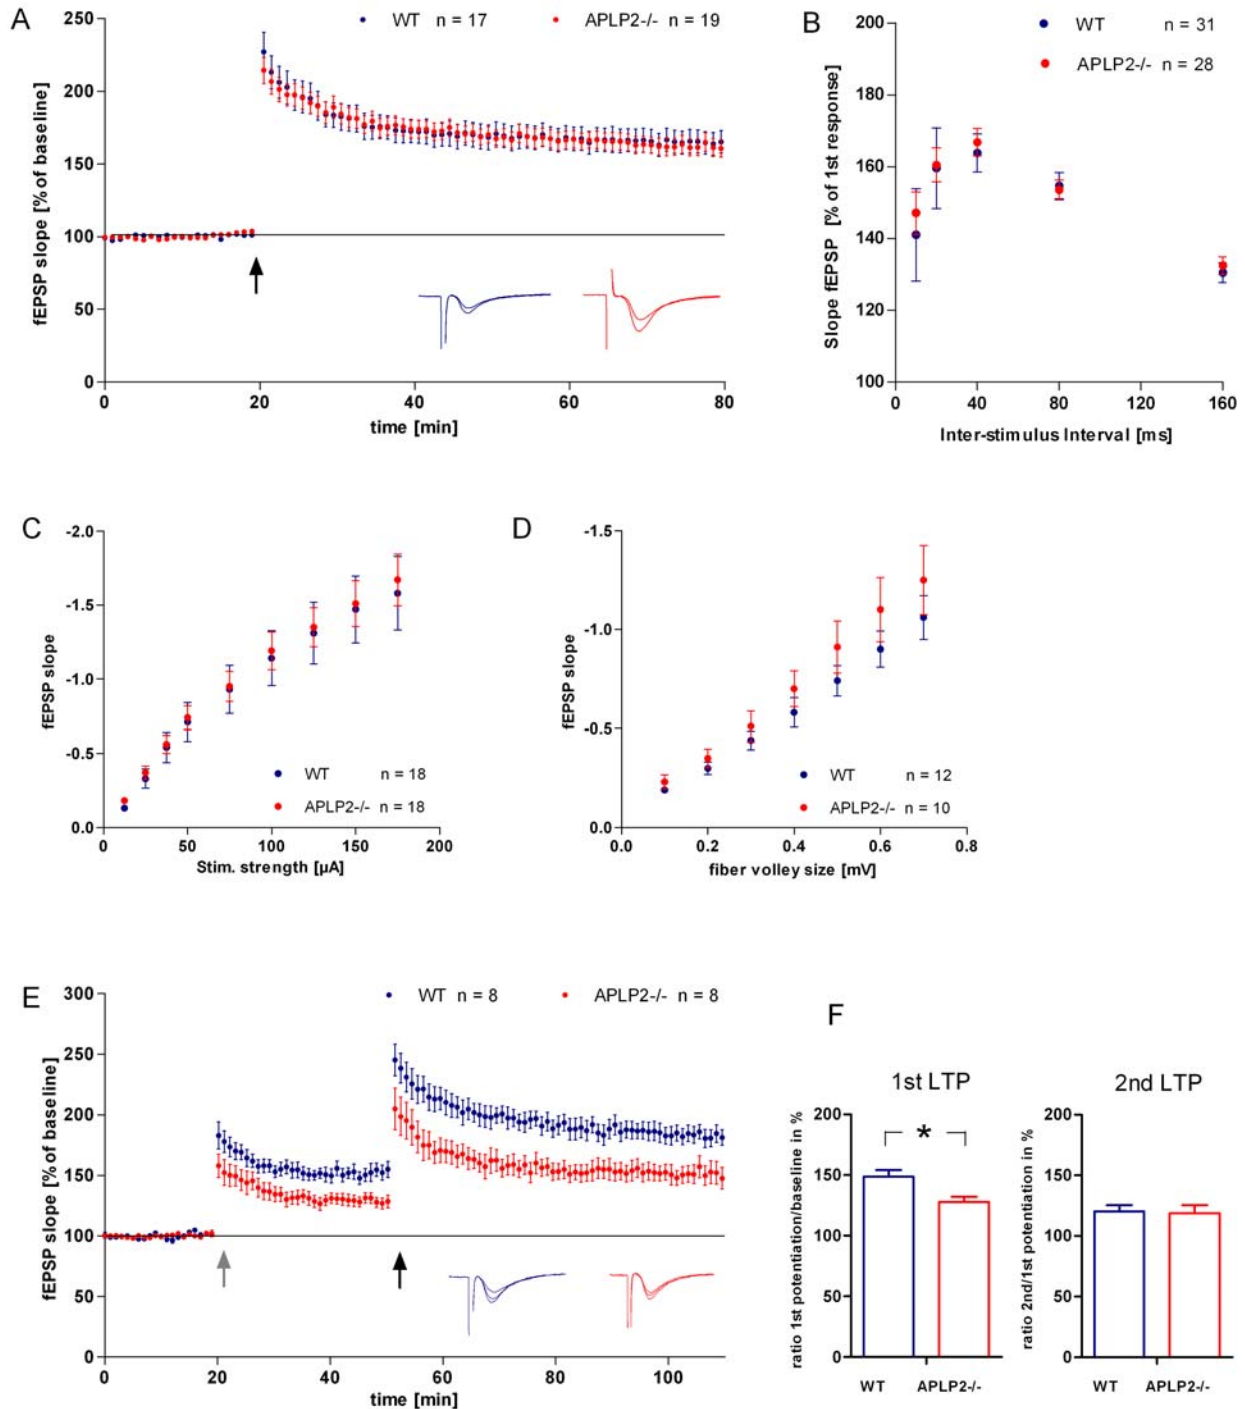 A
WT n = 17 APLP2-/- n = 19
fEPSP slope [% of baseline]
250
200
150
100
50
0
0 20 40 60 80
time [min]
B
WT n = 31
APLP2-/- n = 28
Slope fEPSP [% of 1st response]
200
180
160
140
120
100
0 40 80 120 160
Inter-stimulus Interval [ms]
C
fEPSP slope
-2.0
-1.5
-1.0
-0.5
0.0
WT n = 18
APLP2-/- n = 18
0 50 100 150 200
Stim. strength [µA]
D
fEPSP slope
-1.5
-1.0
-0.5
0.0
WT n = 12
APLP2-/- n = 10
0.0 0.2 0.4 0.6 0.8
fiber volley size [mV]
E
WT n = 8 APLP2-/- n = 8
fEPSP slope [% of baseline]
300
250
200
150
100
50
0
0 20 40 60 80 100
time [min]
F
1st LTP
ratio 1st potentiation/baseline in %
200
150
100
50
0
*
WT APLP2-/-
2nd LTP
ratio 2nd/1st potentiation in %
200
150
100
50
0
WT APLP2-/-